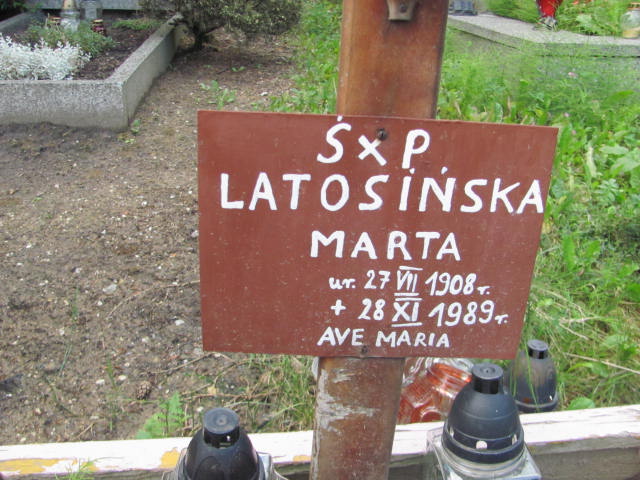 Ś x P
LATOSIŃSKA
MARTA
ur. 27 VII 1908 r.
+ 28 XI 1989 r.
AVE MARIA